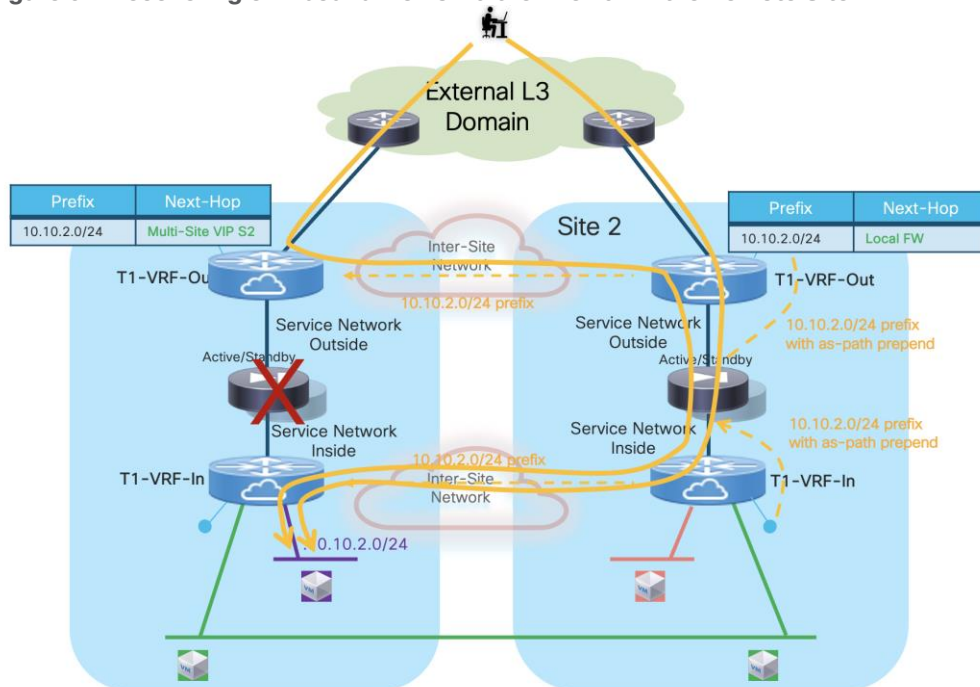 External L3
Domain
Prefix
Next-Hop
10.10.2.0/24
Multi-Site VIP S2
Site 2
Prefix
Next-Hop
10.10.2.0/24
Local FW
Inter-Site
Network
10.10.2.0/24 prefix
T1-VRF-Ou
T1-VRF-Out
Service Network
Outside
Active/Standby
Service Network
Outside
Active/Standby
10.10.2.0/24 prefix
with as-path prepend
Service Network
Inside
Service Network
Inside
10.10.2.0/24 prefix
with as-path prepend
10.10.2.0/24 prefix
Inter-Site
Network
T1-VRF-In
T1-VRF-In
10.10.2.0/24
VM
VM
VM
VM